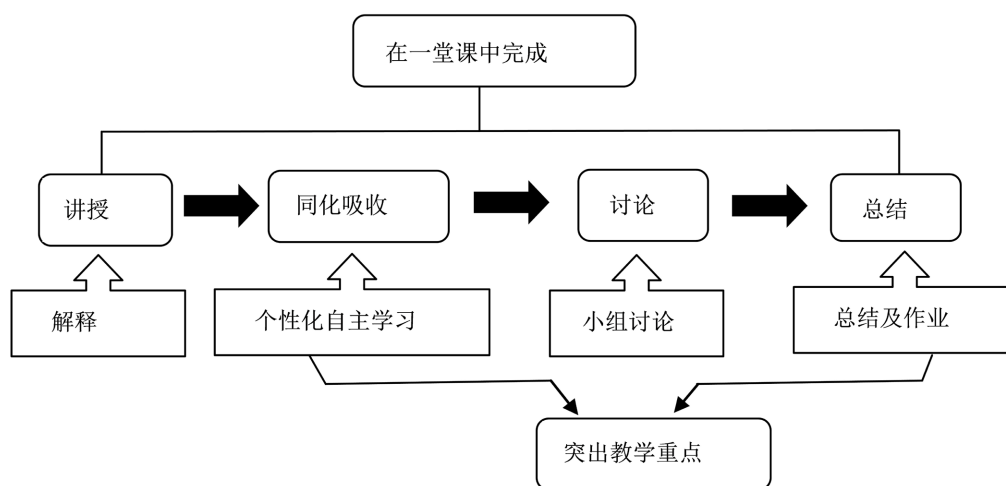 在一堂课中完成
讲授
同化吸收
讨论
总结
解释
个性化自主学习
小组讨论
总结及作业
突出教学重点